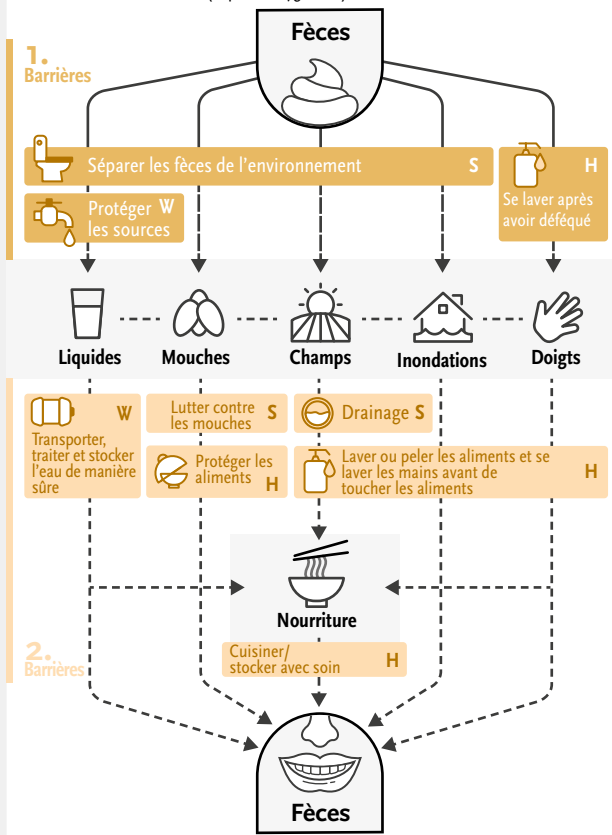 Fèces
1.
Barrières
Séparer les fèces de l'environnement S
H
Se laver après
avoir déféqué
Protéger W
les sources
Liquides Mouches Champs Inondations Doigts
W
Transporter,
traiter et stocker
l'eau de manière
sûre
Lutter contre
les mouches S
Drainage S
Protéger les
aliments H
Laver ou peler les aliments et se
laver les mains avant de
toucher les aliments H
Nourriture
Cuisiner/
stocker avec soin H
2.
Barrières
Fèces